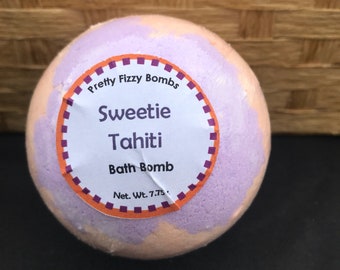 Pretty Fizzy Bombs
Sweetie
Tahiti
Bath Bomb
Net. Wt.